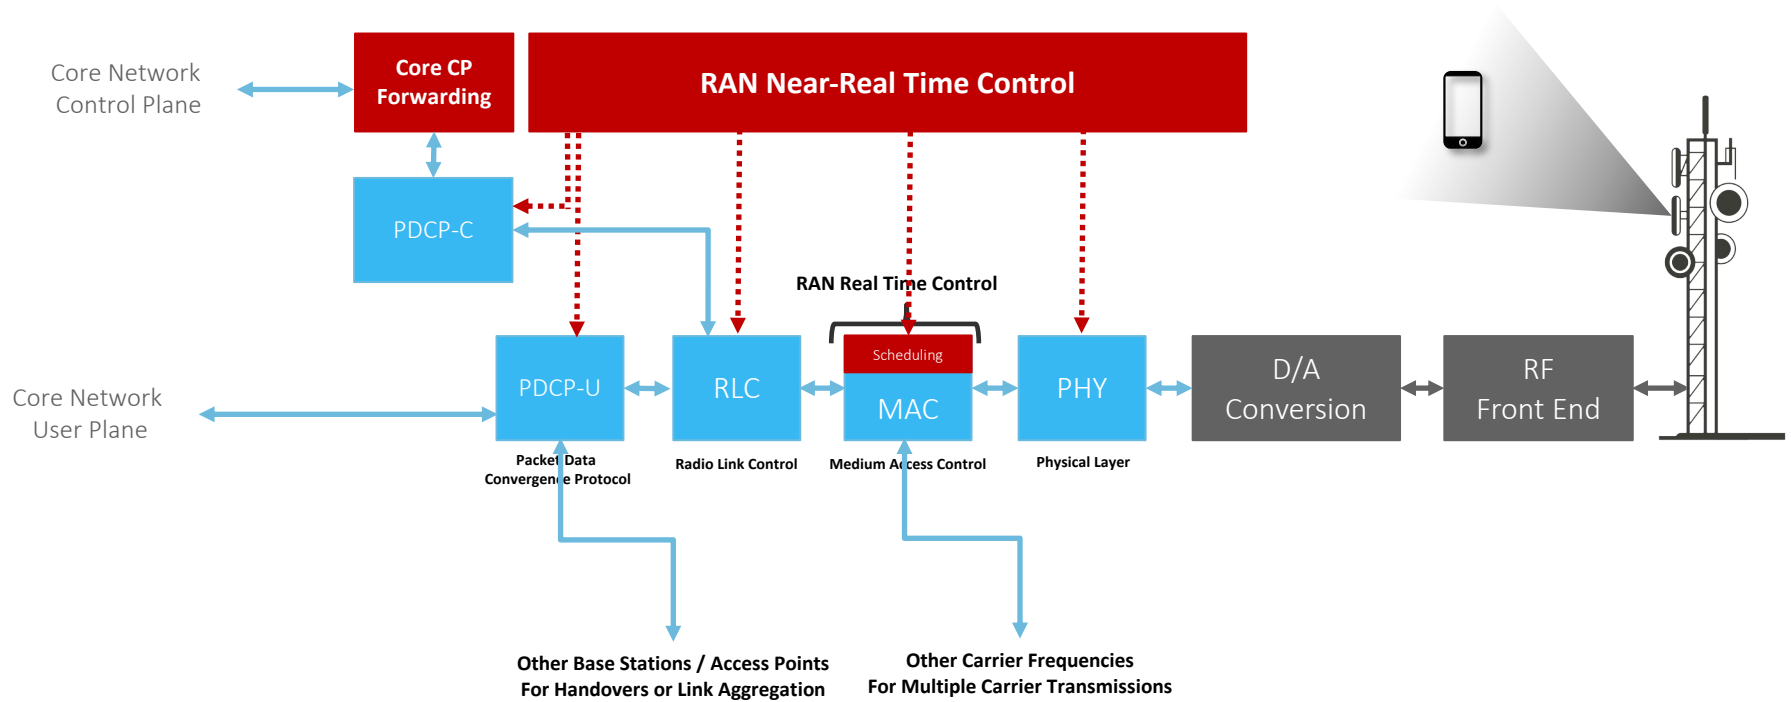 Core Network
Control Plane
Core CP
Forwarding
RAN Near-Real Time Control
PDCP-C
RAN Real Time Control
Core Network
User Plane
PDCP-U
RLC
Scheduling
MAC
PHY
D/A
Conversion
RF
Front End
Packet Data
Convergence Protocol
Radio Link Control
Medium Access Control
Physical Layer
Other Base Stations / Access Points
For Handovers or Link Aggregation
Other Carrier Frequencies
For Multiple Carrier Transmissions